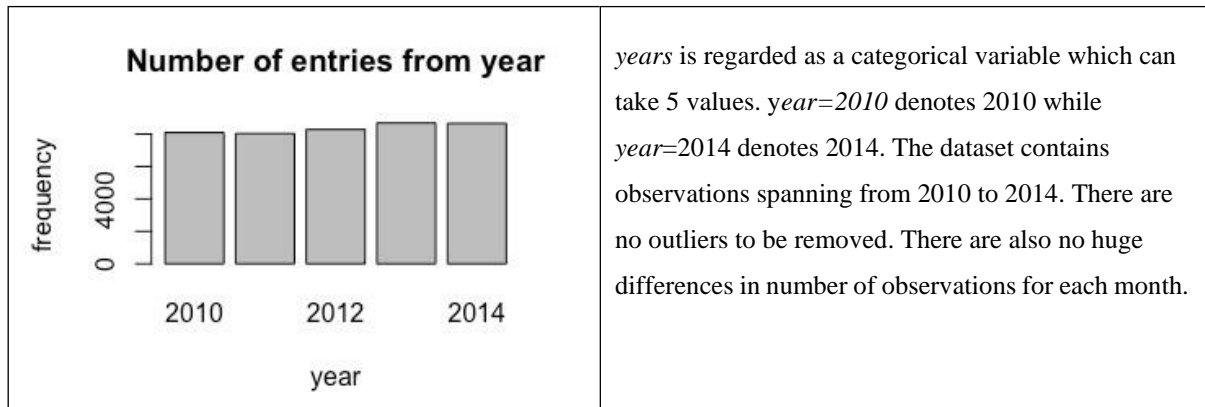 Number of entries from year
frequency
4000
0
2010 2012 2014
year
years is regarded as a categorical variable which can
take 5 values. year=2010 denotes 2010 while
year=2014 denotes 2014. The dataset contains
observations spanning from 2010 to 2014. There are
no outliers to be removed. There are also no huge
differences in number of observations for each month.